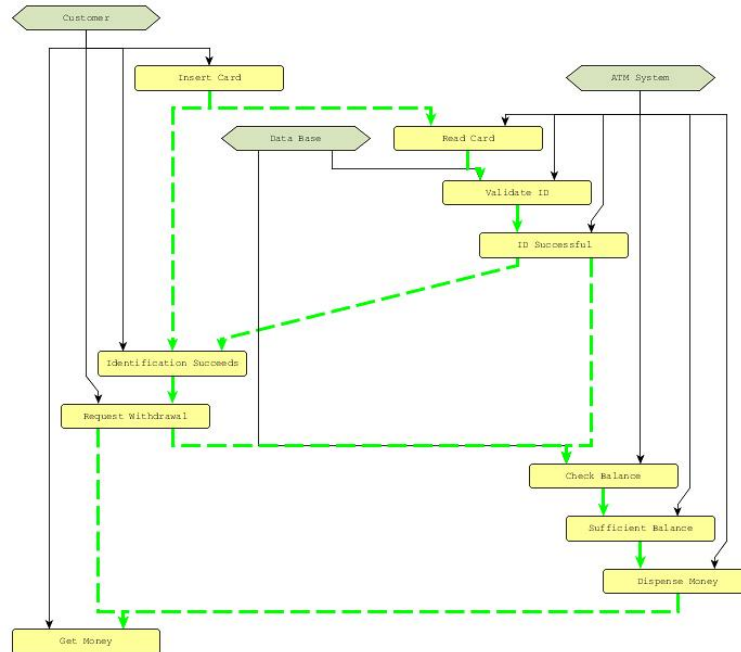 Customer
Insert Card
ATM System
Data Base
Read Card
Validate ID
ID Successful
Identification Succeeds
Request Withdrawal
Check Balance
Sufficient Balance
Dispense Money
Get Money